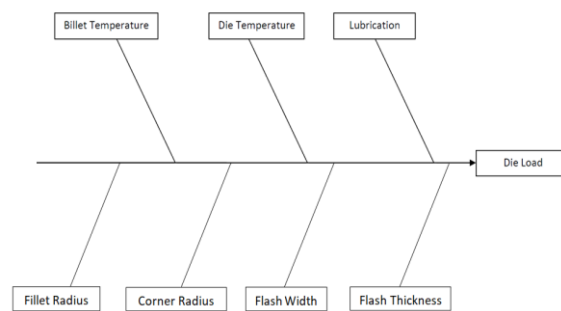 Billet Temperature
Die Temperature
Lubrication
Die Load
Fillet Radius
Corner Radius
Flash Width
Flash Thickness